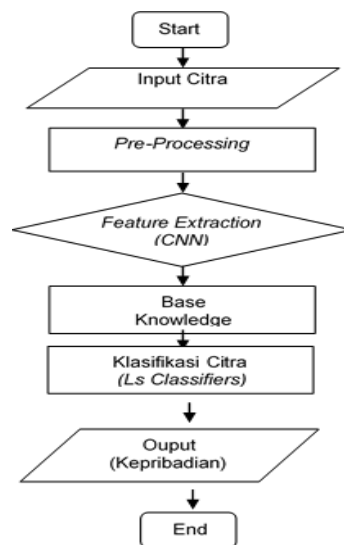 Start
Input Citra
Pre-Processing
Feature Extraction
(CNN)
Base
Knowledge
Klasifikasi Citra
(Ls Classifiers)
Ouput
(Kepribadian)
End